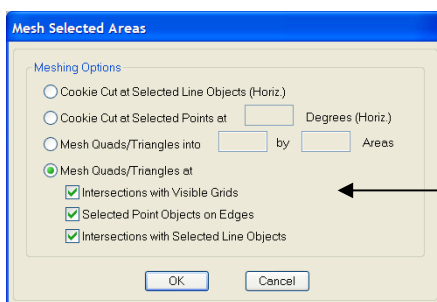 Mesh Selected Areas
Meshing Options
Cookie Cut at Selected Line Objects (Horiz.)
Cookie Cut at Selected Points at Degrees (Horiz.)
Mesh Quads/Triangles into by Areas
Mesh Quads/Triangles at
Intersections with Visible Grids
Selected Point Objects on Edges
Intersections with Selected Line Objects
OK Cancel